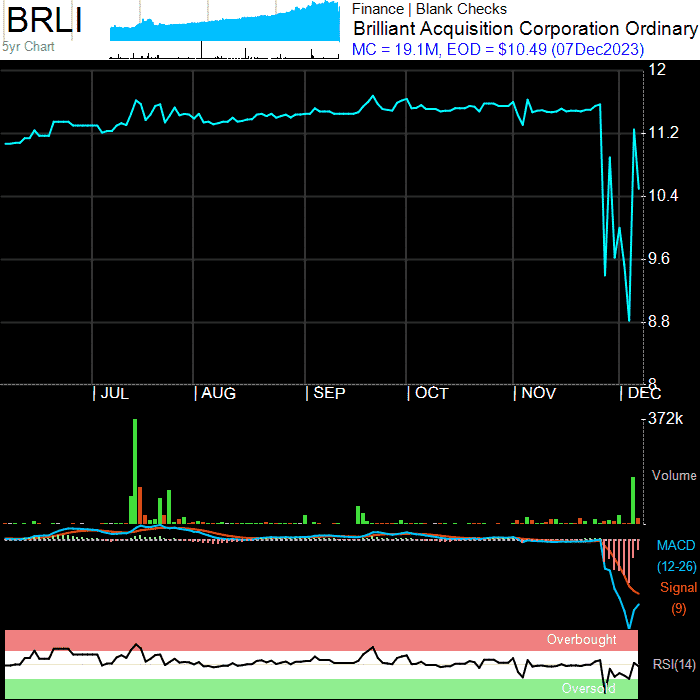 BRLI
5yr Chart
Finance | Blank Checks
Brilliant Acquisition Corporation Ordinary
MC = 19.1M, EOD = $10.49 (07Dec2023)
12
11.2
10.4
9.6
8.8
8
JUL AUG SEP OCT NOV DEC
372k
Volume
MACD
(12-26)
Signal
(9)
Overbought
RSI(14)
Oversold